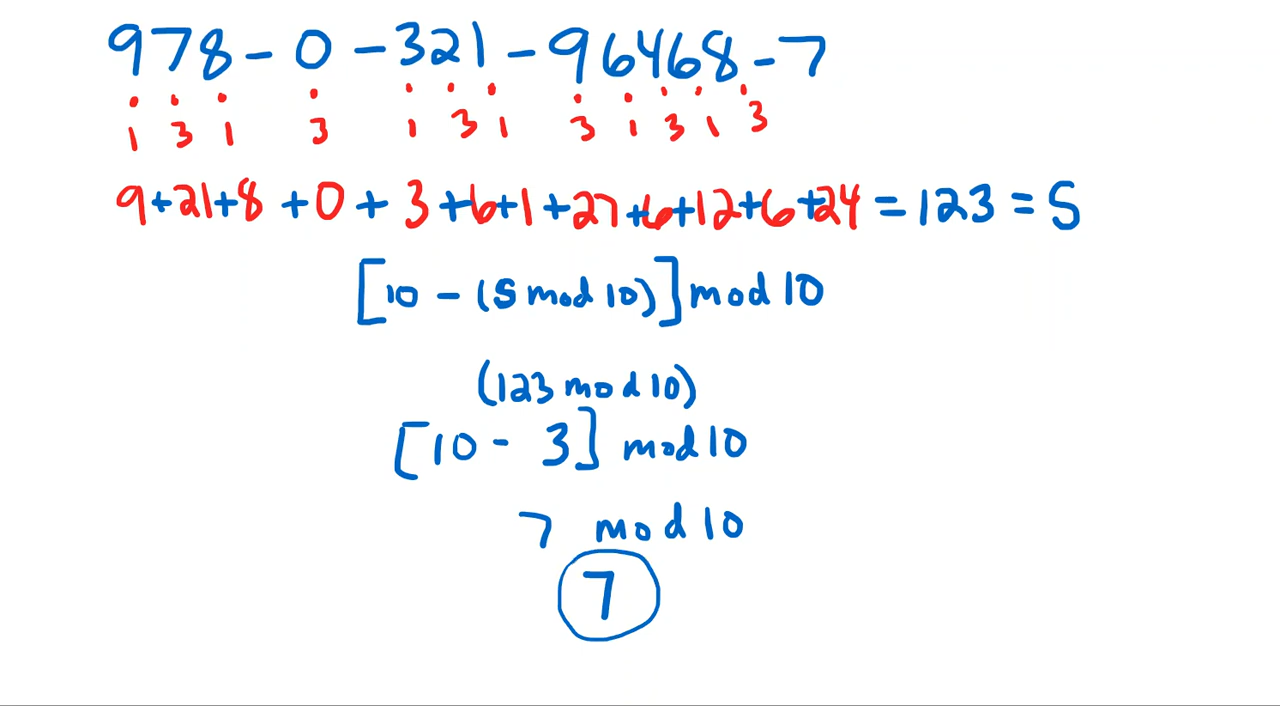 978 - 0 - 321 - 96468 - 7
1 3 1 3 1 3 1 3 1 3 1 3
9+21+8 + 0 + 3 + 6 + 1 + 27 + 6 + 12 + 6 + 24 = 123 = S
[10 - (S mod 10)] mod 10
(123 mod 10)
[10 - 3] mod 10
7 mod 10
7